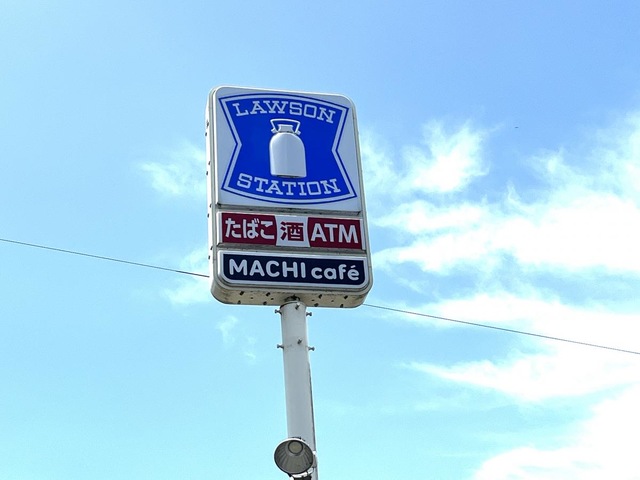 LAWSON
STATION
たばこ 酒 ATM
MACHI café